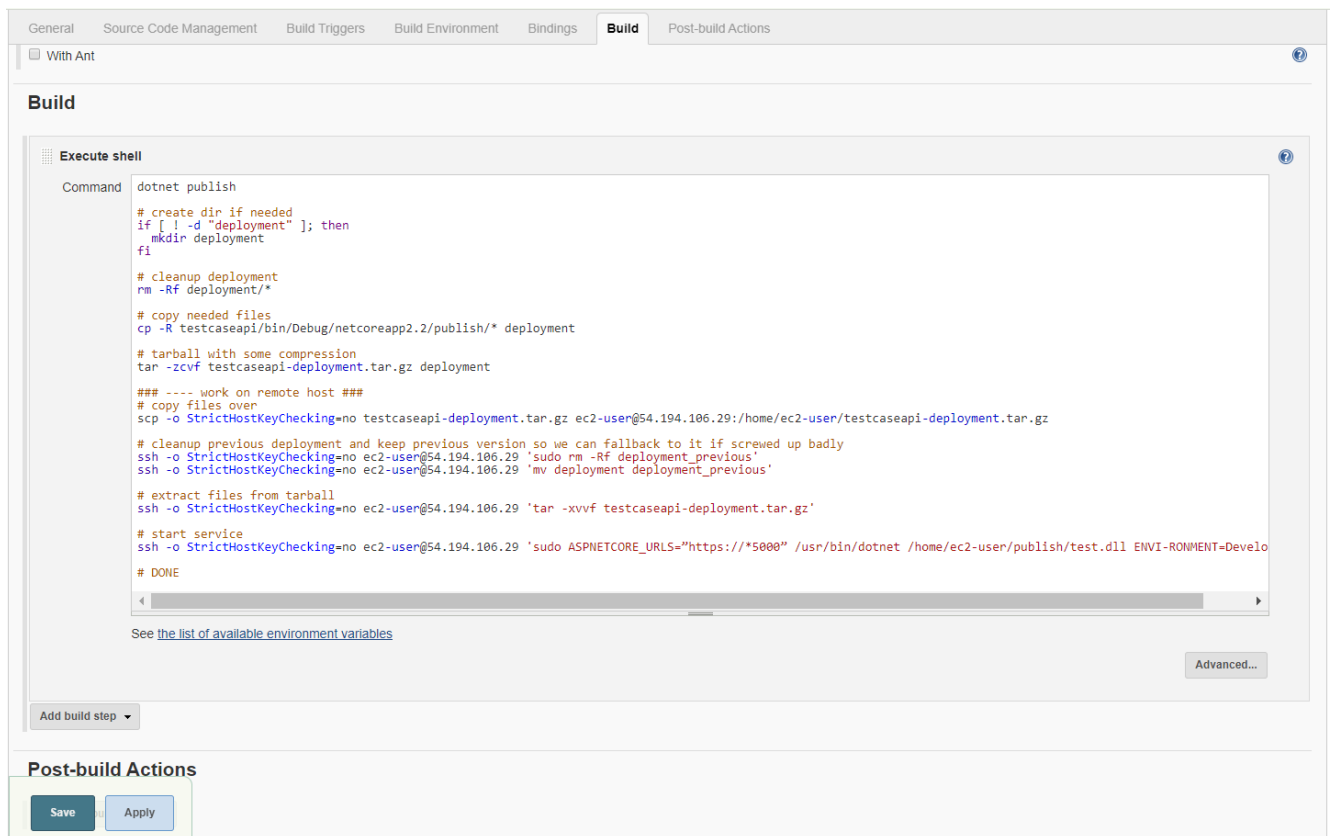 General Source Code Management Build Triggers Build Environment Bindings Build Post-build Actions
With Ant
Build
Execute shell
Command
dotnet publish
# create dir if needed
if [ ! -d "deployment" ]; then
  mkdir deployment
fi
# cleanup deployment
rm -Rf deployment/*
# copy needed files
cp -R testcaseapi/bin/Debug/netcoreapp2.2/publish/* deployment
# tarball with some compression
tar -zcvf testcaseapi-deployment.tar.gz deployment
### ---- work on remote host ###
# copy files over
scp -o StrictHostKeyChecking=no testcaseapi-deployment.tar.gz ec2-user@54.194.106.29:/home/ec2-user/testcaseapi-deployment.tar.gz
# cleanup previous deployment and keep previous version so we can fallback to it if screwed up badly
ssh -o StrictHostKeyChecking=no ec2-user@54.194.106.29 'sudo rm -Rf deployment_previous'
ssh -o StrictHostKeyChecking=no ec2-user@54.194.106.29 'mv deployment deployment_previous'
# extract files from tarball
ssh -o StrictHostKeyChecking=no ec2-user@54.194.106.29 'tar -xvvf testcaseapi-deployment.tar.gz'
# start service
ssh -o StrictHostKeyChecking=no ec2-user@54.194.106.29 'sudo ASPNETCORE_URLS=”https://*5000” /usr/bin/dotnet /home/ec2-user/publish/test.dll ENVI-RONMENT=Develo
# DONE
See the list of available environment variables
Advanced...
Add build step
Post-build Actions
Save Apply